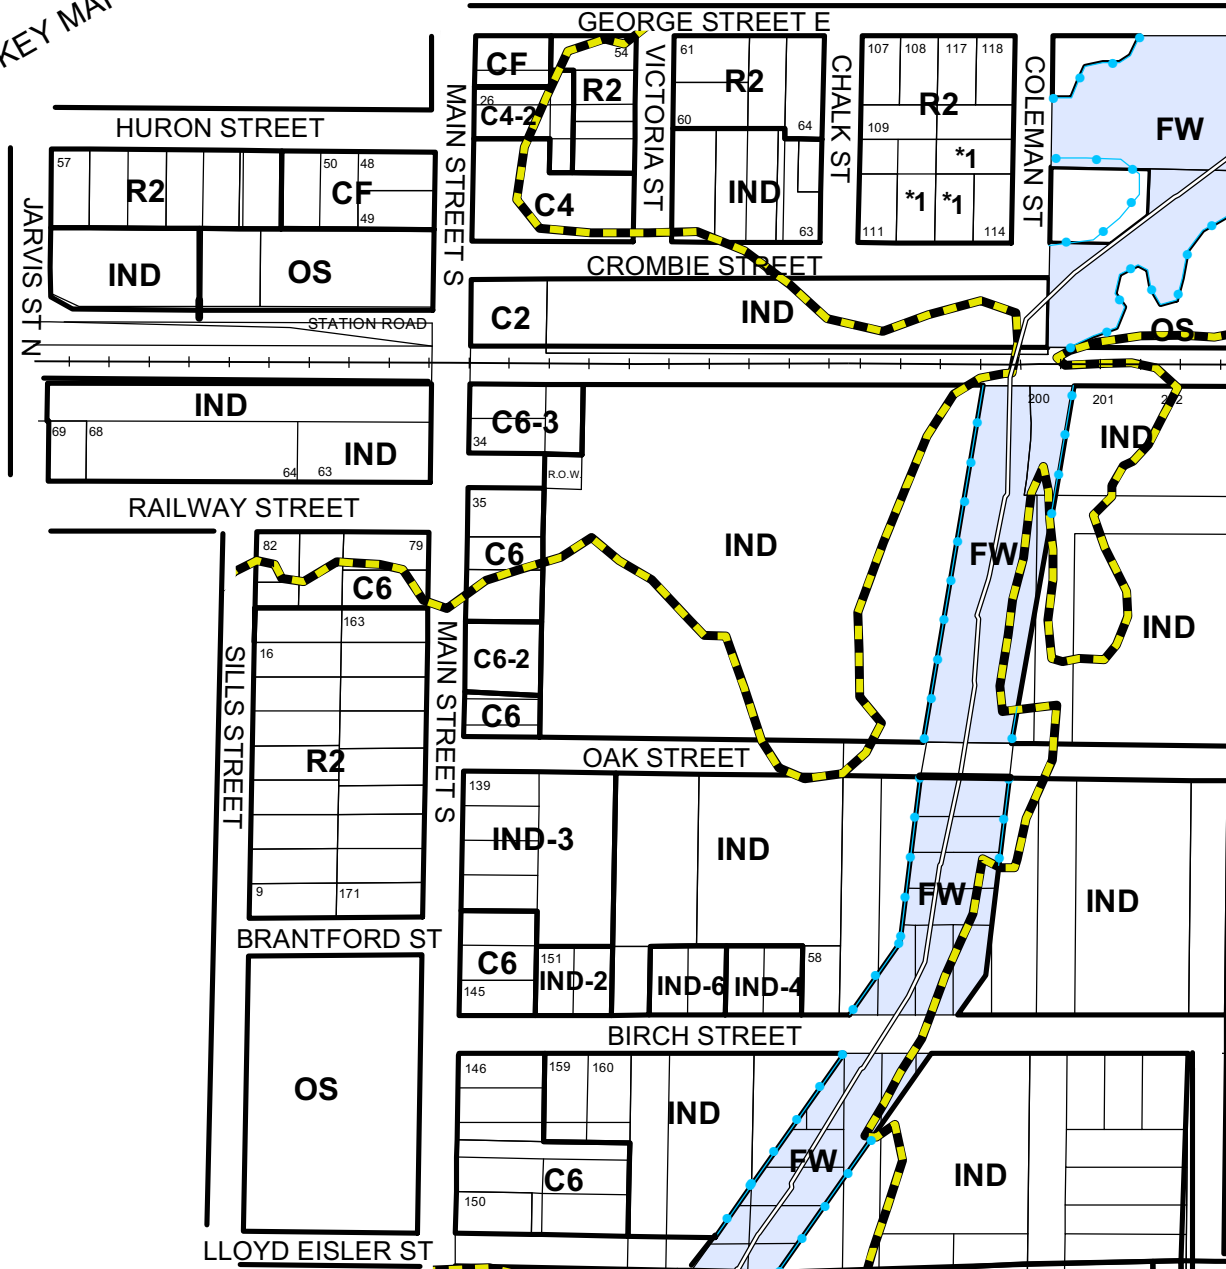 KEY MAP
GEORGE STREET E
HURON STREET
MAIN STREET S
VICTORIA ST
CHALK ST
COLEMAN ST
JARVIS ST N
CF
26
C4-2
54
R2
C4
61
R2
60
64
IND
63
107
108
117
118
R2
109
*1
*1
*1
111
114
FW
57
R2
50
48
CF
49
IND
OS
STATION ROAD
CROMBIE STREET
C2
IND
OS
IND
69
68
64
63
IND
RAILWAY STREET
C6-3
34
R.O.W.
35
C6
C6-2
C6
IND
200
201
202
IND
FW
IND
82
79
C6
163
16
R2
9
171
SILLS STREET
MAIN STREET S
OAK STREET
139
IND-3
IND
FW
IND
C6
145
151
IND-2
IND-6
IND-4
58
BRANTFORD ST
BIRCH STREET
OS
146
159
160
IND
C6
150
FW
IND
LLOYD EISLER ST